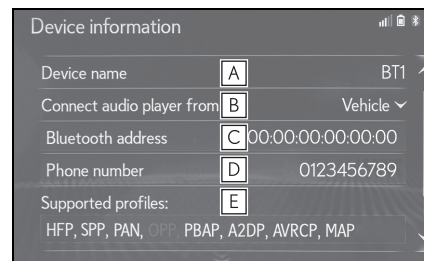 Device information
Device name A BT1
Connect audio player from B Vehicle
Bluetooth address C 00:00:00:00:00:00
Phone number D 0123456789
Supported profiles: E
HFP, SPP, PAN, OPP, PBAP, A2DP, AVRCP, MAP